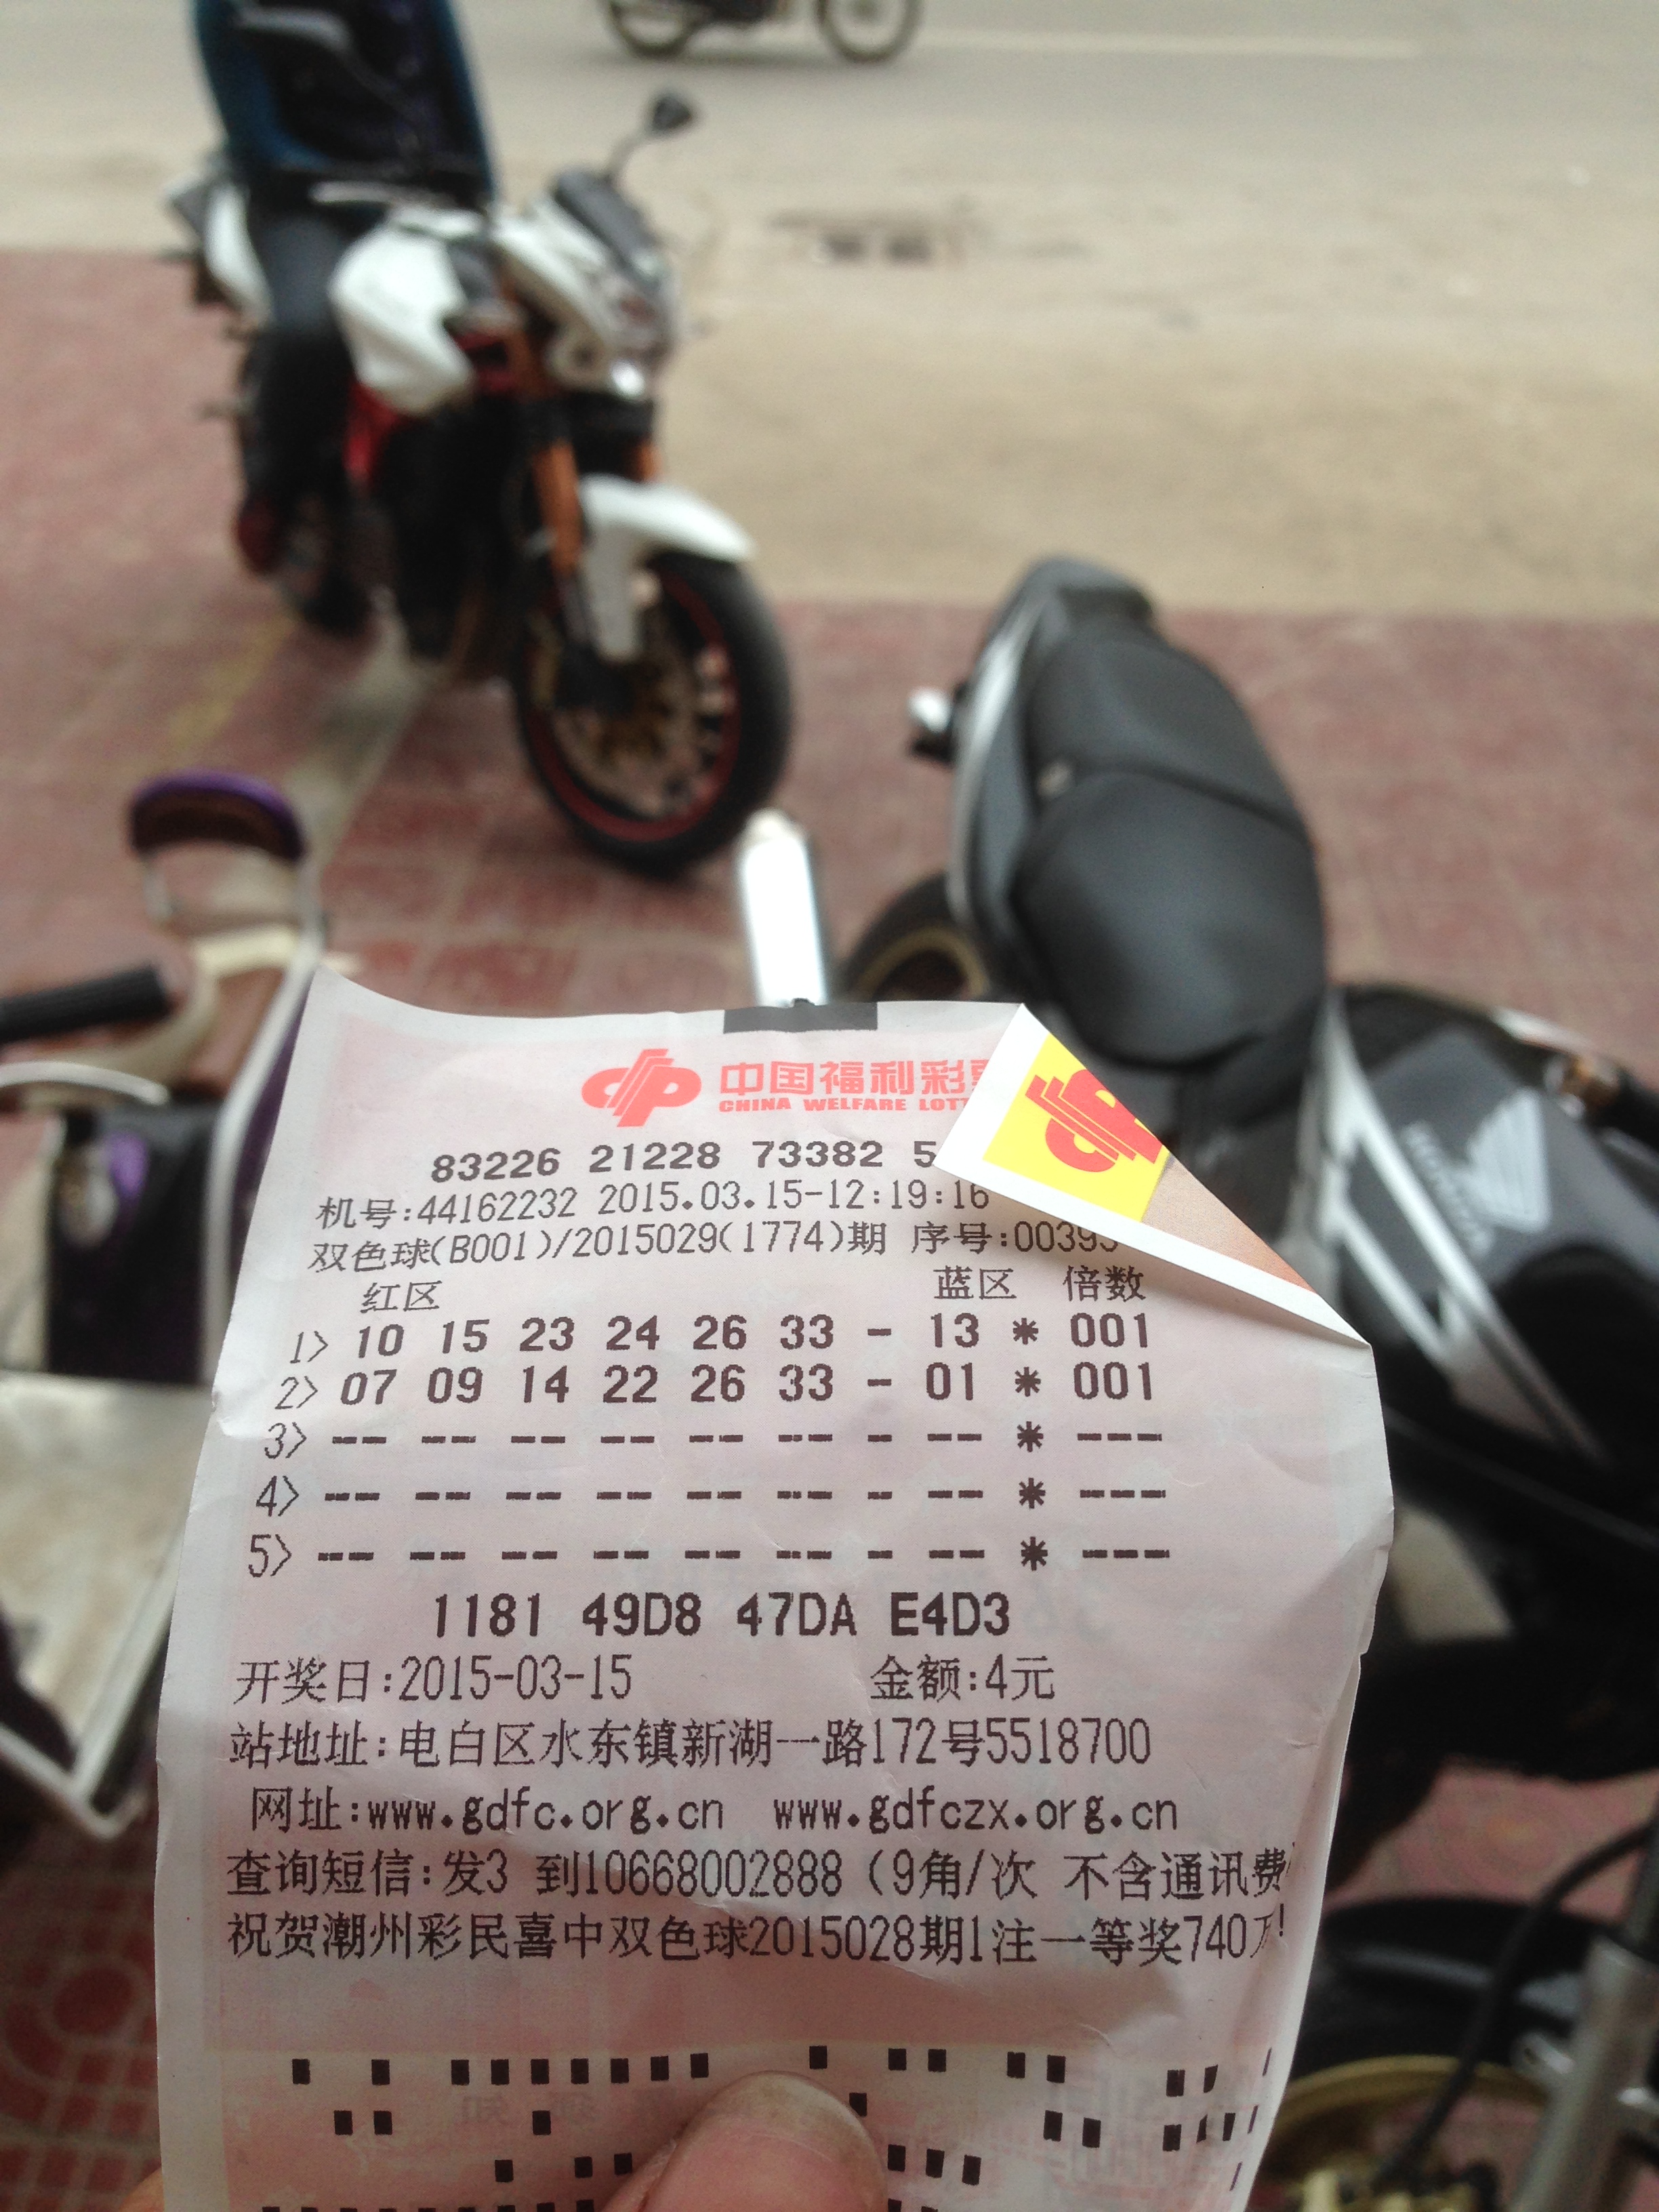 中国福利彩
CHINA WELFARE LOTT
83226 21228 73382 5
机号:44162232 2015.03.15-12:19:16
双色球(B001)/2015029(1774)期 序号:00395
红区 蓝区 倍数
1> 10 15 23 24 26 33 - 13 * 001
2> 07 09 14 22 26 33 - 01 * 001
3> -- -- -- -- -- -- - -- * ---
4> -- -- -- -- -- -- - -- * ---
5> -- -- -- -- -- -- - -- * ---
1181 49D8 47DA E4D3
开奖日:2015-03-15 金额:4元
站地址:电白区水东镇新湖一路172号5518700
网址:www.gdfc.org.cn www.gdfczx.org.cn
查询短信:发3 到10668002888(9角/次 不含通讯费
祝贺潮州彩民喜中双色球2015028期1注一等奖740万!